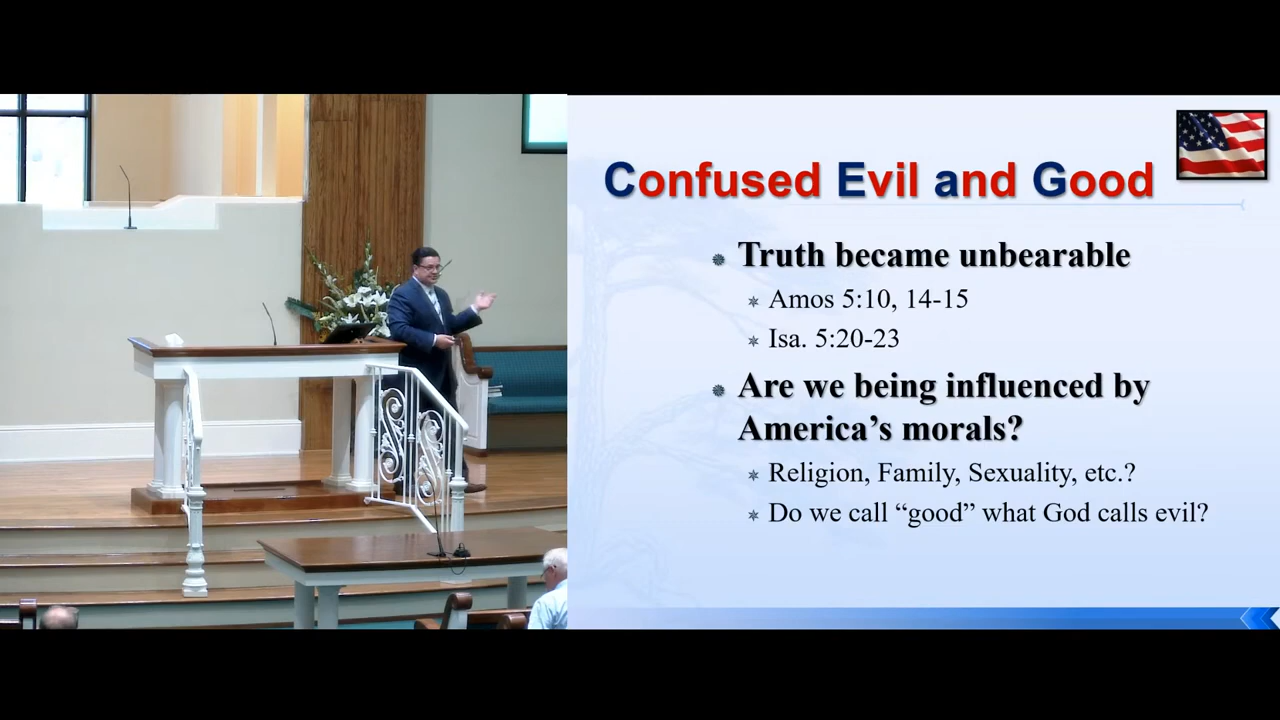 Confused Evil and Good
Truth became unbearable
Amos 5:10, 14-15
Isa. 5:20-23
Are we being influenced by
America’s morals?
Religion, Family, Sexuality, etc.?
Do we call “good” what God calls evil?